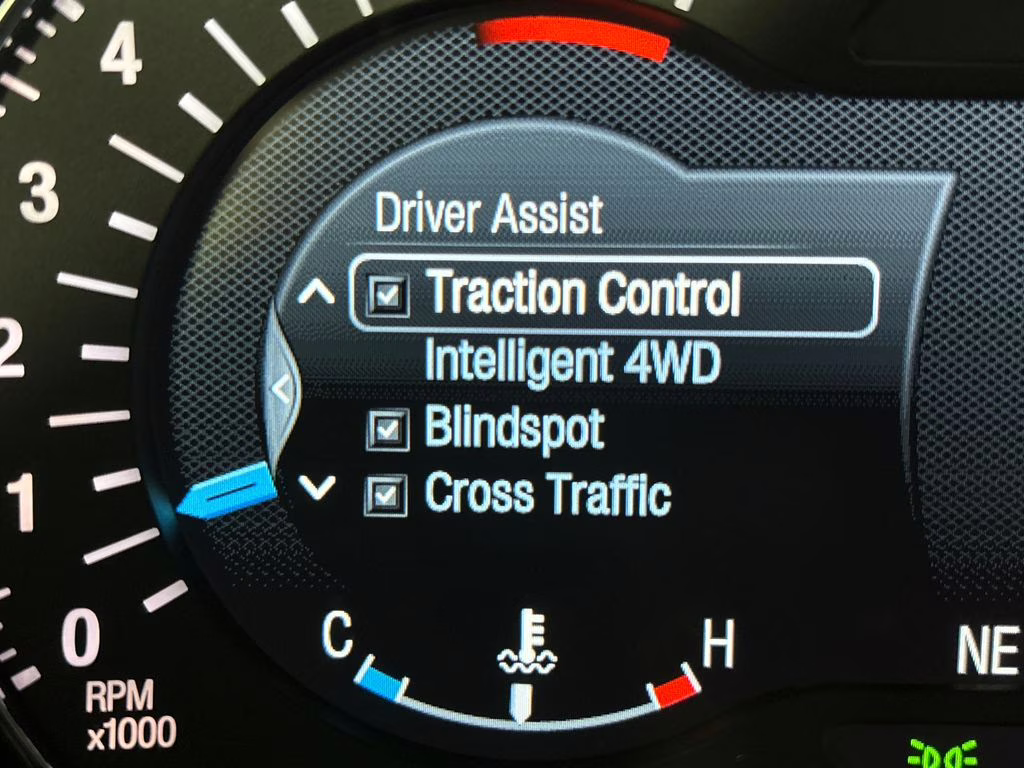 4
3
2
1
0
RPM
x1000
Driver Assist
Traction Control
Intelligent 4WD
Blindspot
Cross Traffic
C
H
NE